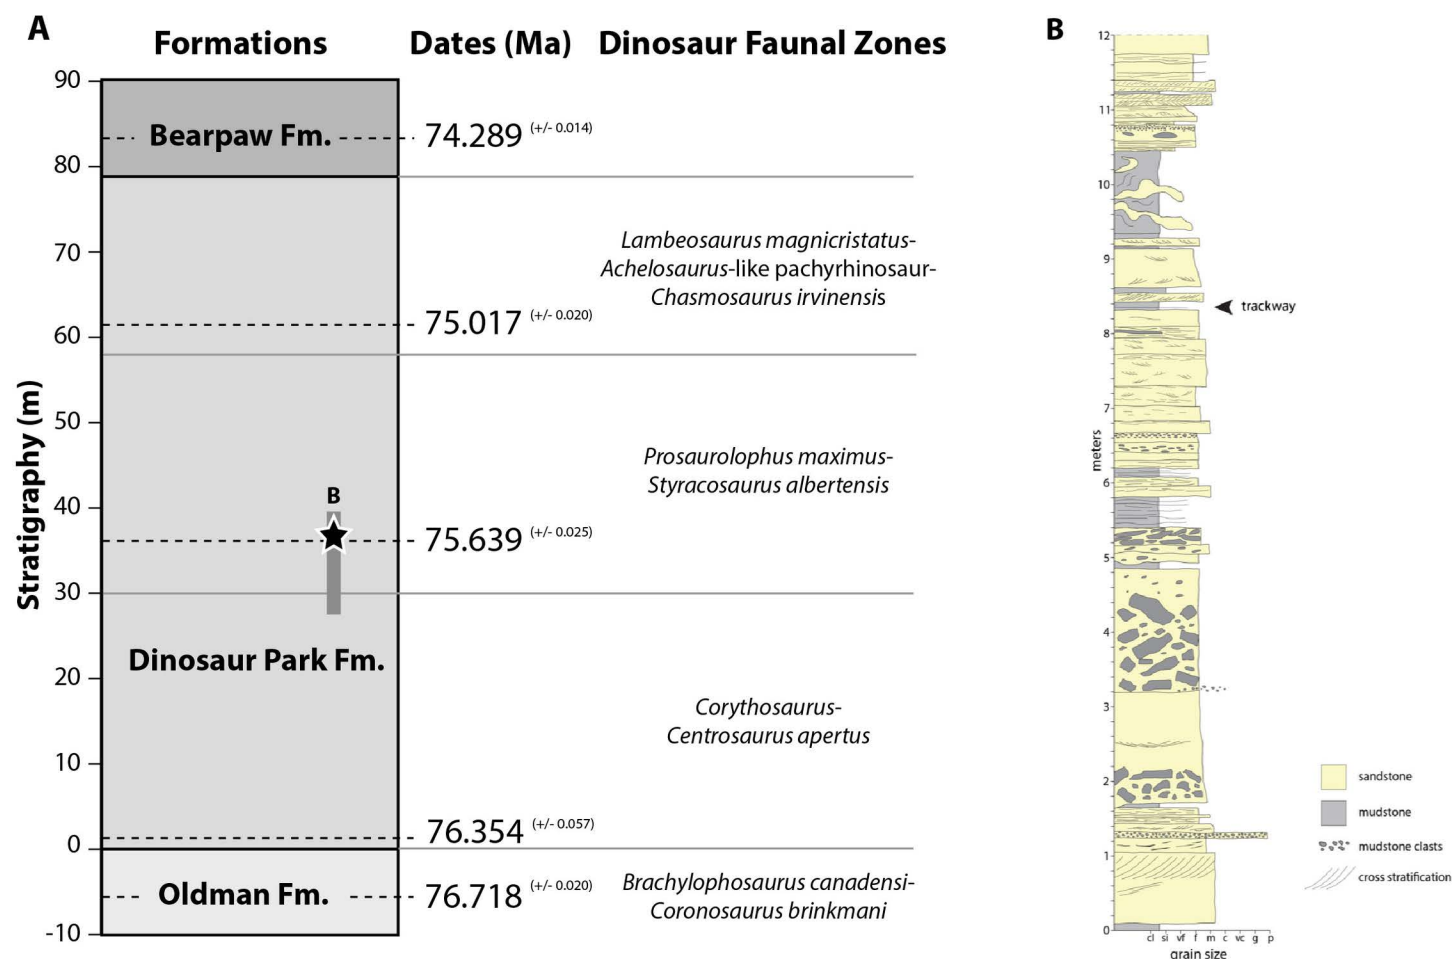 A
Formations
Dates (Ma)
Dinosaur Faunal Zones
90
80
70
60
50
40
30
20
10
0
-10
Stratigraphy (m)
Bearpaw Fm.
74.289 (+/- 0.014)
Lambeosaurus magnicristatus-
Achelosaurus-like pachyrhinosaur-
Chasmosaurus irvinensis
75.017 (+/- 0.020)
Prosaurolophus maximus-
Styracosaurus albertensis
B
75.639 (+/- 0.025)
Dinosaur Park Fm.
Corythosaurus-
Centrosaurus apertus
76.354 (+/- 0.057)
Oldman Fm.
76.718 (+/- 0.020)
Brachylophosaurus canadensi-
Coronosaurus brinkmani
B
12
11
10
9
8
7
6
5
4
3
2
1
0
meters
trackway
sandstone
mudstone
mudstone clasts
cross stratification
cl si vf f m c vc g p
grain size